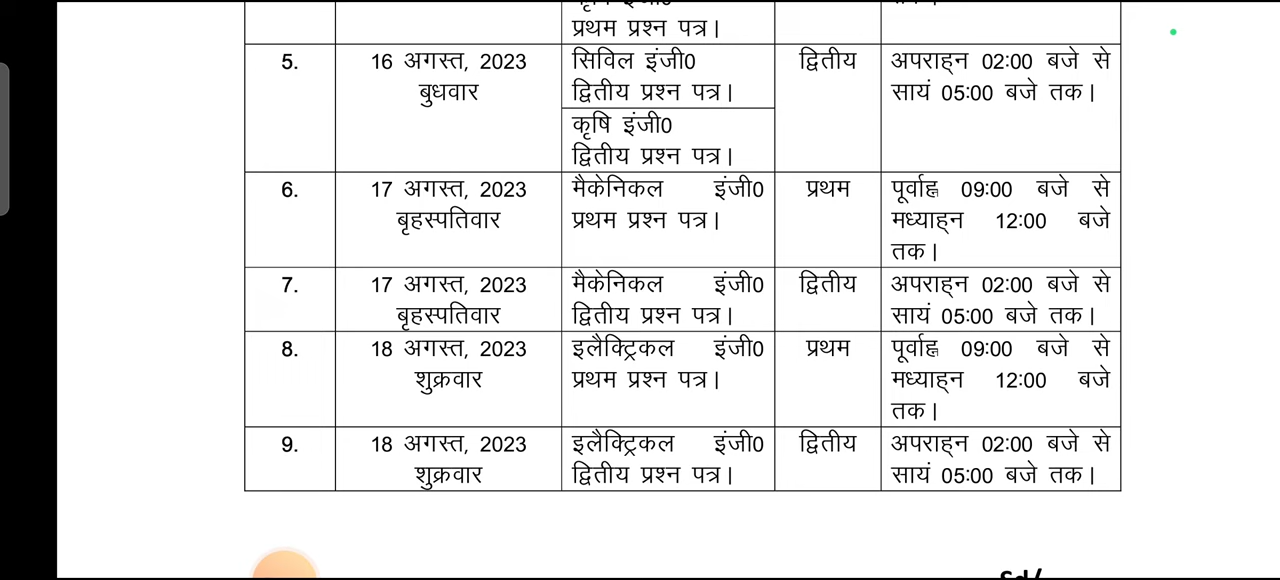 प्रथम प्रश्न पत्र।
5. 16 अगस्त, 2023 सिविल इंजी0 द्वितीय अपराह्न 02:00 बजे से
बुधवार द्वितीय प्रश्न पत्र। सायं 05:00 बजे तक।
कृषि इंजी0
द्वितीय प्रश्न पत्र।
6. 17 अगस्त, 2023 मैकेनिकल इंजी0 प्रथम पूर्वाह्न 09:00 बजे से
बृहस्पतिवार प्रथम प्रश्न पत्र। मध्याह्न 12:00 बजे
तक।
7. 17 अगस्त, 2023 मैकेनिकल इंजी0 द्वितीय अपराह्न 02:00 बजे से
बृहस्पतिवार द्वितीय प्रश्न पत्र। सायं 05:00 बजे तक।
8. 18 अगस्त, 2023 इलैक्ट्रिकल इंजी0 प्रथम पूर्वाह्न 09:00 बजे से
शुक्रवार प्रथम प्रश्न पत्र। मध्याह्न 12:00 बजे
तक।
9. 18 अगस्त, 2023 इलैक्ट्रिकल इंजी0 द्वितीय अपराह्न 02:00 बजे से
शुक्रवार द्वितीय प्रश्न पत्र। सायं 05:00 बजे तक।